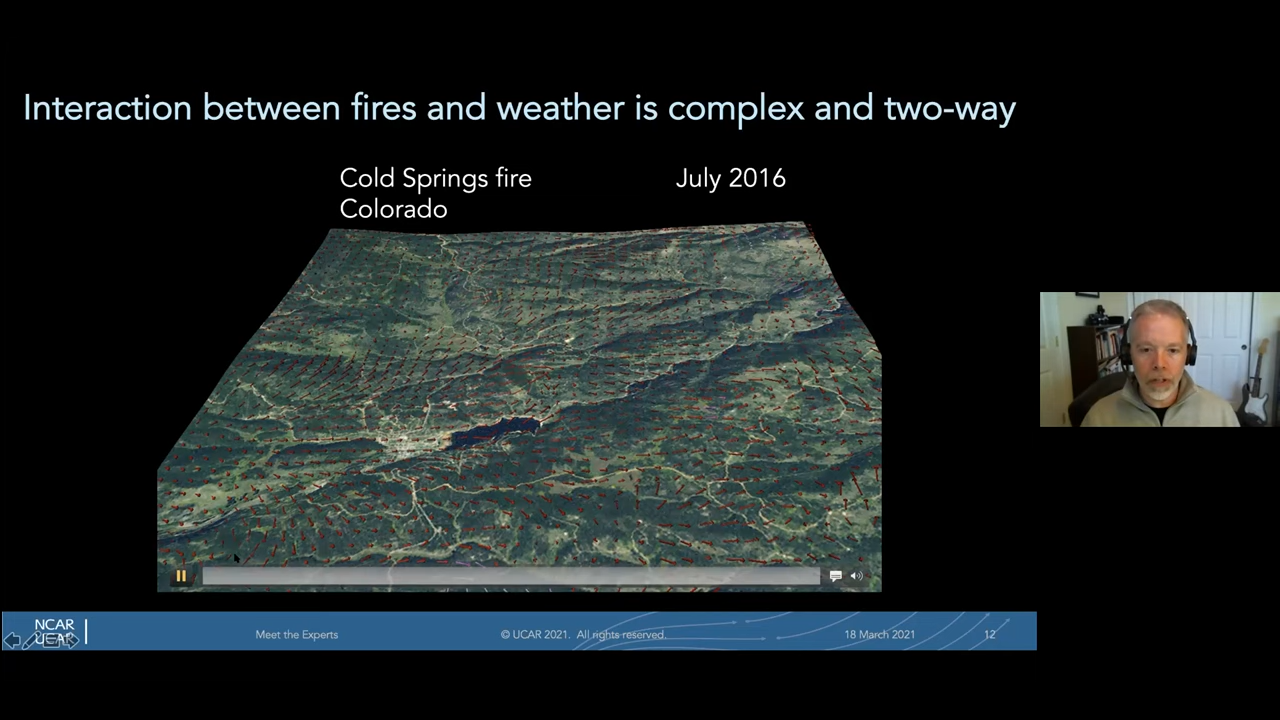 Interaction between fires and weather is complex and two-way
Cold Springs fire
Colorado
July 2016
NCAR
UCAR
Meet the Experts
© UCAR 2021. All rights reserved.
18 March 2021
12